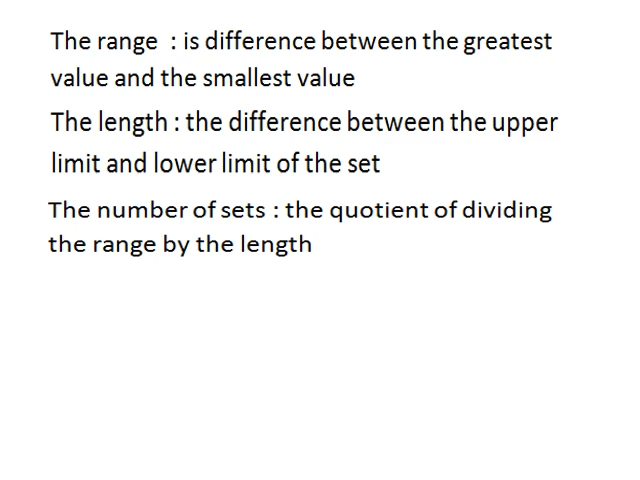 The range : is difference between the greatest
value and the smallest value
The length : the difference between the upper
limit and lower limit of the set
The number of sets : the quotient of dividing
the range by the length